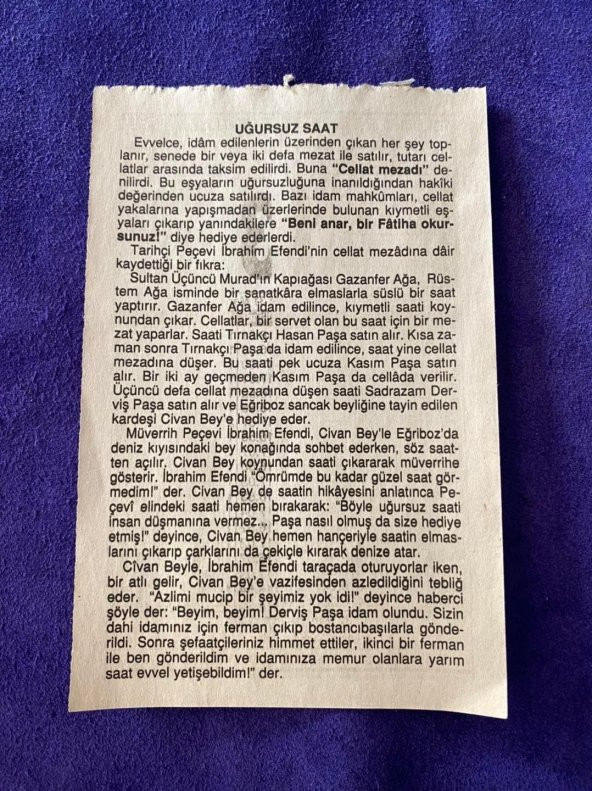 UĞURSUZ SAAT
Evvelce, idâm edilenlerin üzerinden çıkan her şey top-
lanır, senede bir veya iki defa mezat ile satılır, tutarı cel-
latlar arasında taksim edilirdi. Buna "Cellat mezadı" de-
nilirdi. Bu eşyaların uğursuzluğuna inanıldığından hakîki
değerinden ucuza satılırdı. Bazı idam mahkûmları, cellat
yakalarına yapışmadan üzerlerinde bulunan kıymetli eş-
yaları çıkarıp yanındakilere "Beni anar, bir Fâtiha okur-
sunuz!" diye hediye ederlerdi.
Tarihçi Peçevi İbrahim Efendi'nin cellat mezâdına dâir
kaydettiği bir fıkra:
Sultan Üçüncü Murad'ın Kapıağası Gazanfer Ağa, Rüs-
tem Ağa isminde bir sanatkâra elmaslarla süslü bir saat
yaptırır. Gazanfer Ağa idam edilince, kıymetli saati koy-
nundan çıkar. Cellatlar, bir servet olan bu saat için bir me-
zat yaparlar. Saati Tırnakçı Hasan Paşa satın alır. Kısa za-
man sonra Tırnakçı Paşa da idam edilince, saat yine cellat
mezadına düşer. Bu saati pek ucuza Kasım Paşa satın
alır. Bir iki ay geçmeden Kasım Paşa da cellâda verilir.
Üçüncü defa cellat mezadına düşen saati Sadrazam Der-
viş Paşa satın alır ve Eğriboz sancak beyliğine tayin edilen
kardeşi Civan Bey'e hediye eder.
Müverrih Peçevi İbrahim Efendi, Civan Bey'le Eğriboz'da
deniz kıyısındaki bey konağında sohbet ederken, söz saat-
ten açılır. Civan Bey koynundan saati çıkararak müverrihe
gösterir. İbrahim Efendi "Ömrümde bu kadar güzel saat gör-
medim!" der. Civan Bey de saatin hikâyesini anlatınca Pe-
çevî elindeki saati hemen bırakarak: "Böyle uğursuz saati
insan düşmanına vermez... Paşa nasıl olmuş da size hediye
etmiş!" deyince, Civan Bey hemen hançeriyle saatin elmas-
larını çıkarıp çarklarını da çekiçle kırarak denize atar.
Cîvan Beyle, İbrahim Efendi taraçada oturuyorlar iken,
bir atlı gelir, Civan Bey'e vazifesinden azledildiğini tebliğ
eder. "Azlimi mucip bir şeyimiz yok idi!" deyince haberci
şöyle der: "Beyim, beyim! Derviş Paşa idam olundu. Sizin
dahi idamınız için ferman çıkıp bostancıbaşılarla gönde-
rildi. Sonra şefaatçileriniz himmet ettiler, ikinci bir ferman
ile ben gönderildim ve idamınıza memur olanlara yarım
saat evvel yetişebildim!" der.